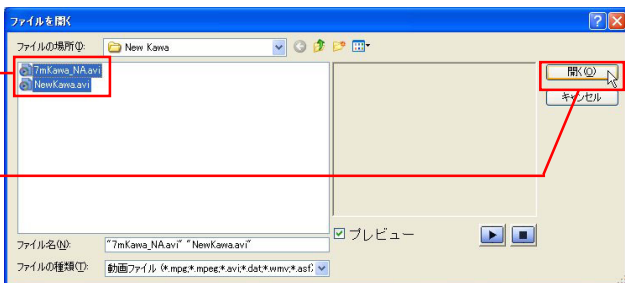 ファイルを開く
ファイルの場所(I):
New Kawa
7mKawa_NA.avi
NewKawa.avi
開く(O)
キャンセル
プレビュー
ファイル名(N):
"7mKawa_NA.avi" "NewKawa.avi"
ファイルの種類(T):
動画ファイル (*.mpg;*.mpeg;*.avi;*.dat;*.wmv;*.asf;